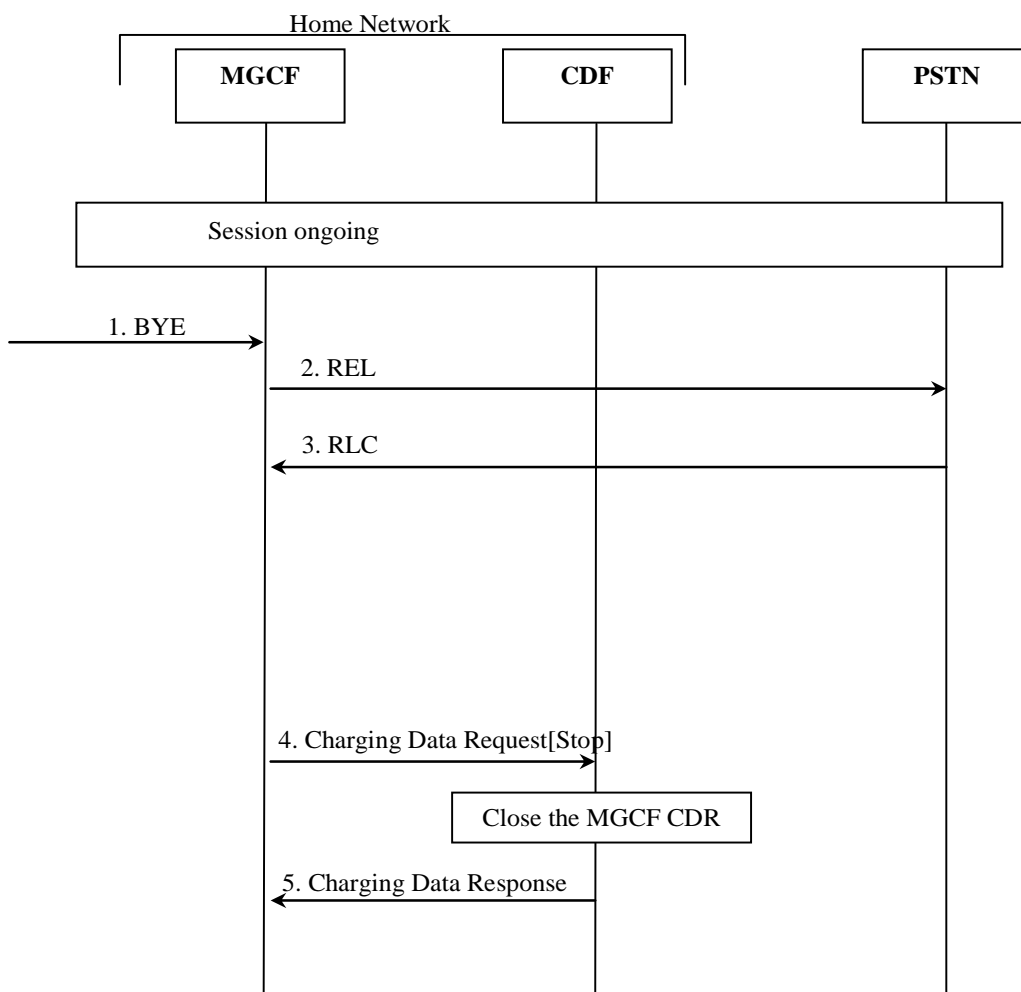 Home Network
MGCF
CDF
PSTN
Session ongoing
1. BYE
2. REL
3. RLC
4. Charging Data Request[Stop]
Close the MGCF CDR
5. Charging Data Response